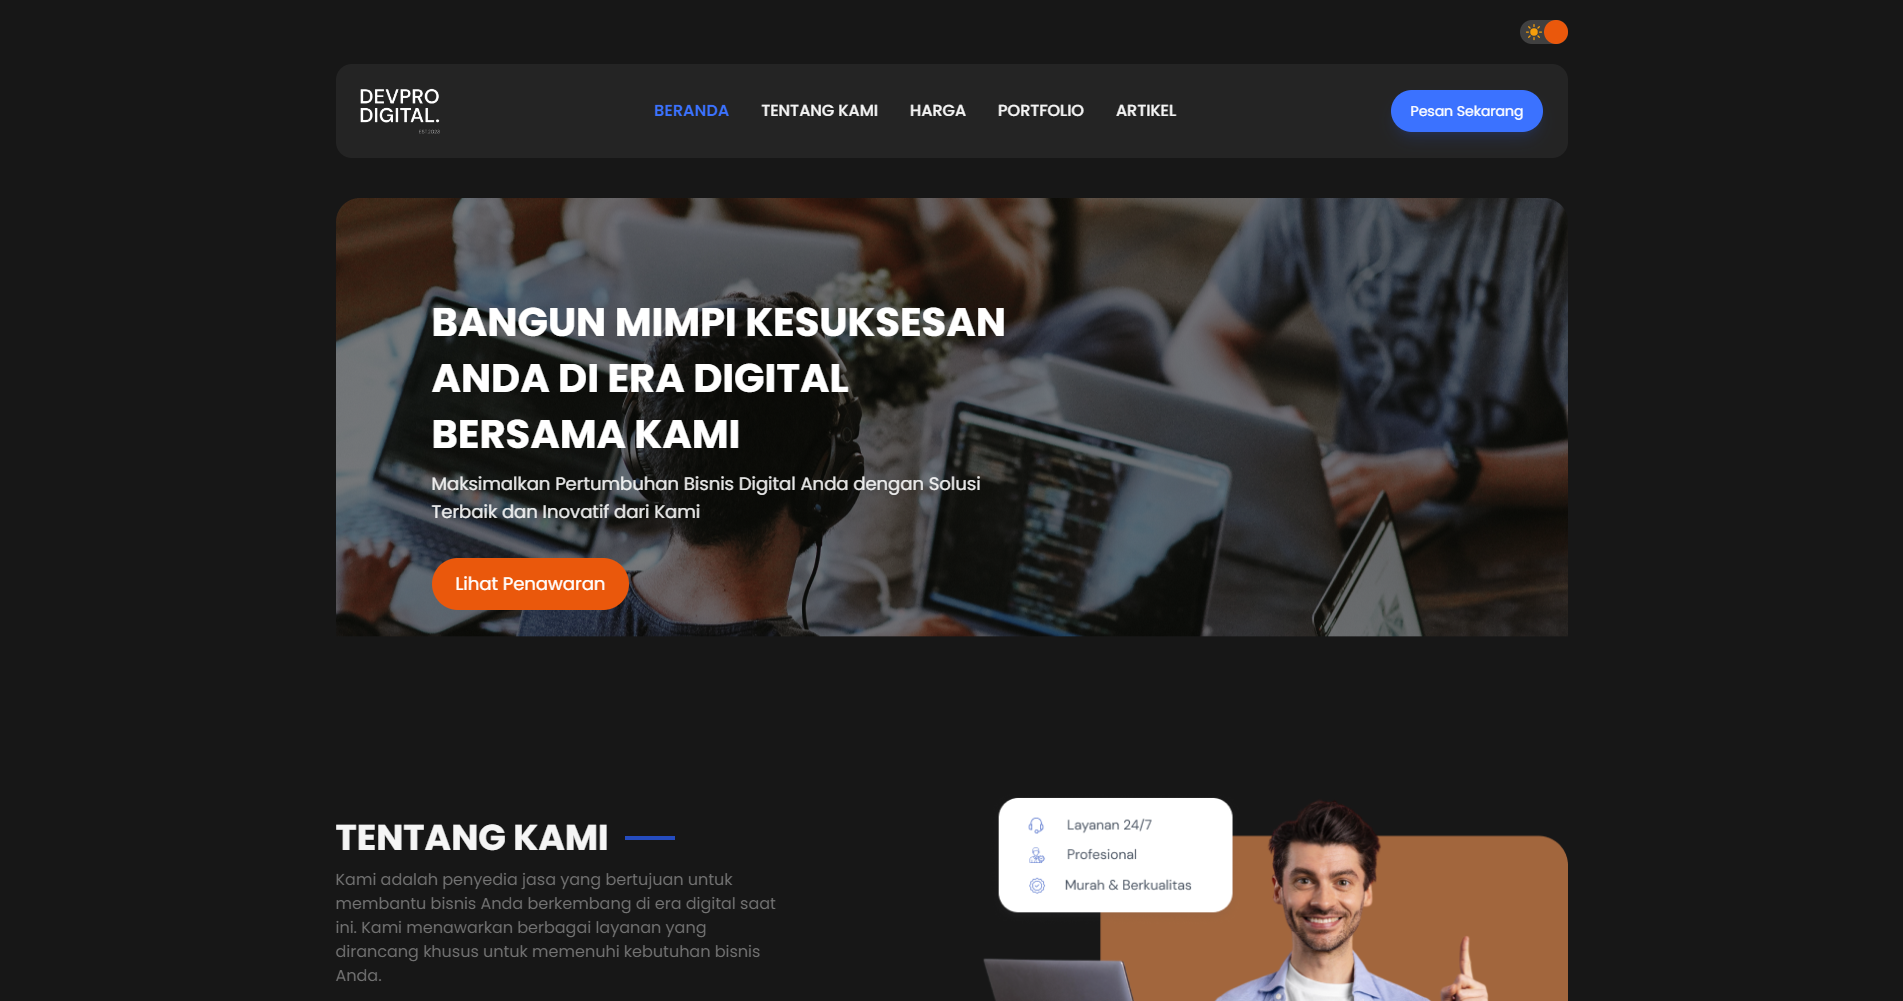 DEVPRO
DIGITAL.
BERANDA
TENTANG KAMI
HARGA
PORTFOLIO
ARTIKEL
Pesan Sekarang
BANGUN MIMPI KESUKSESAN
ANDA DI ERA DIGITAL
BERSAMA KAMI
Maksimalkan Pertumbuhan Bisnis Digital Anda dengan Solusi
Terbaik dan Inovatif dari Kami
Lihat Penawaran
TENTANG KAMI
Kami adalah penyedia jasa yang bertujuan untuk
membantu bisnis Anda berkembang di era digital saat
ini. Kami menawarkan berbagai layanan yang
dirancang khusus untuk memenuhi kebutuhan bisnis
Anda.
Layanan 24/7
Profesional
Murah & Berkualitas